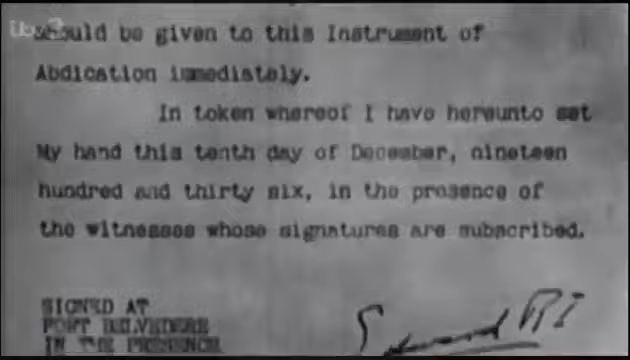 itv3
should be given to this Instrument of
Abdication immediately.
In token whereof I have hereunto set
My hand this tenth day of December, nineteen
hundred and thirty six, in the presence of
the witnesses whose signatures are subscribed.
SIGNED AT
FORT BELVEDERE
IN THE PRESENCE
Edward RI